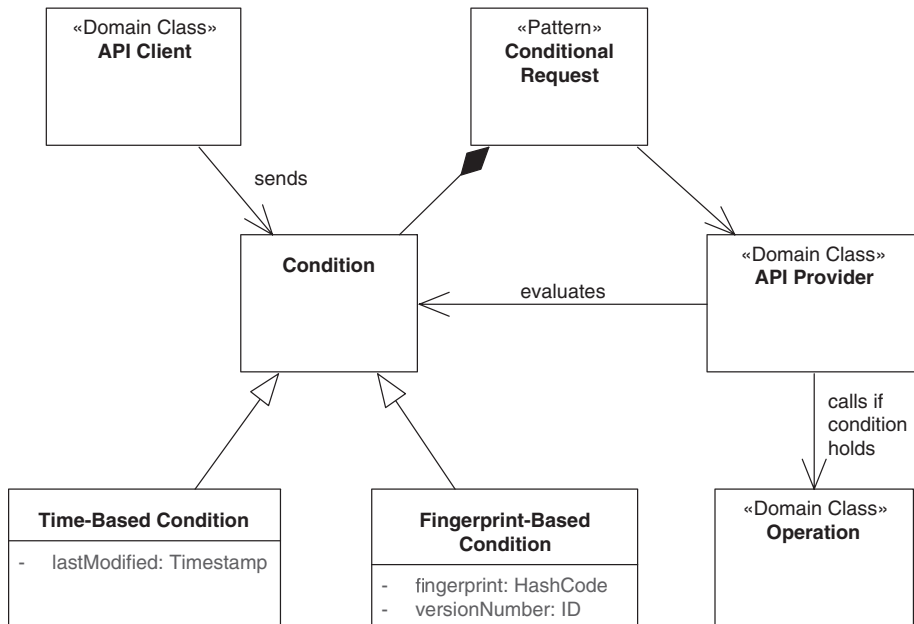 «Domain Class»
API Client
«Pattern»
Conditional
Request
sends
Condition
«Domain Class»
API Provider
evaluates
calls if
condition
holds
Time-Based Condition
- lastModified: Timestamp
Fingerprint-Based
Condition
- fingerprint: HashCode
- versionNumber: ID
«Domain Class»
Operation